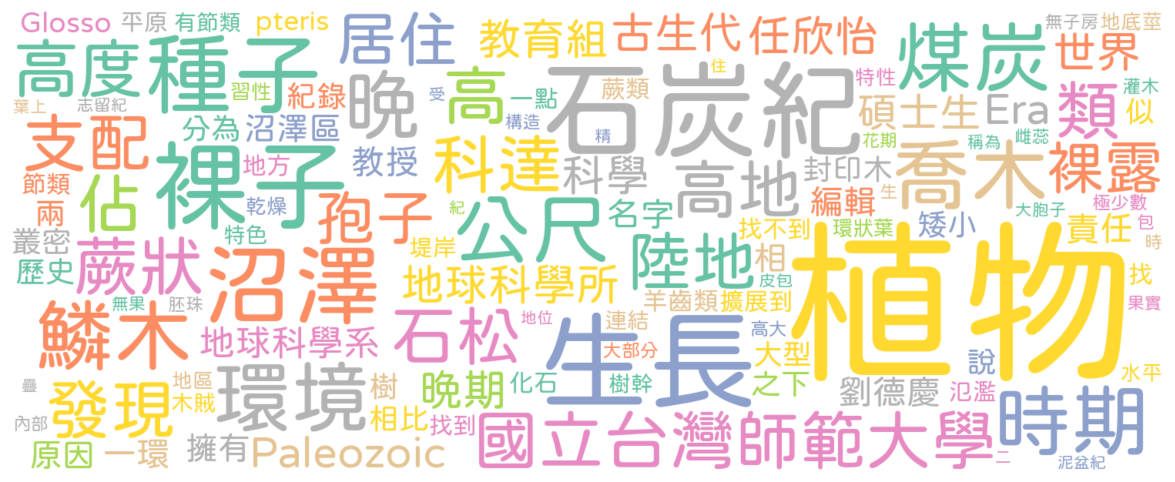 Glosso 平原 有節類 pteris 居住 教育組 古生代 任欣怡 煤炭 無子房 地底莖 世界
高度 種子 葉上 志留紀 習性 紀錄 受 晚 高 一點 構造 蕨類 住 精 石炭紀 特性 碩士生 Era 類 灌木 似
支配 分為 沼澤區 教授 地方 裸子 科達 科學 高地 花期 稱為 雌蕊 封印木 喬木 裸露
節類 兩 佔 乾燥 特色 孢子 紀 公尺 名字 編輯 生 大胞子 極少數 包
叢密 歷史 蕨狀 沼澤 堤岸 陸地 找不到 相 環狀葉 矮小 責任 時 找
無果 胚珠 地球科學所 羊齒類 皮包 擴展到 植物 果實
鱗木 地球科學系 石松 地位 生長 連結 大部分 高大 大型 說 水平
疊 發現 地區 木賊 環境 樹 晚期 化石 樹幹 之下 劉德慶 氾濫 時期
內部 原因 一環 擁有 相比 找到 Paleozoic 國立台灣師範大學 二 泥盆紀